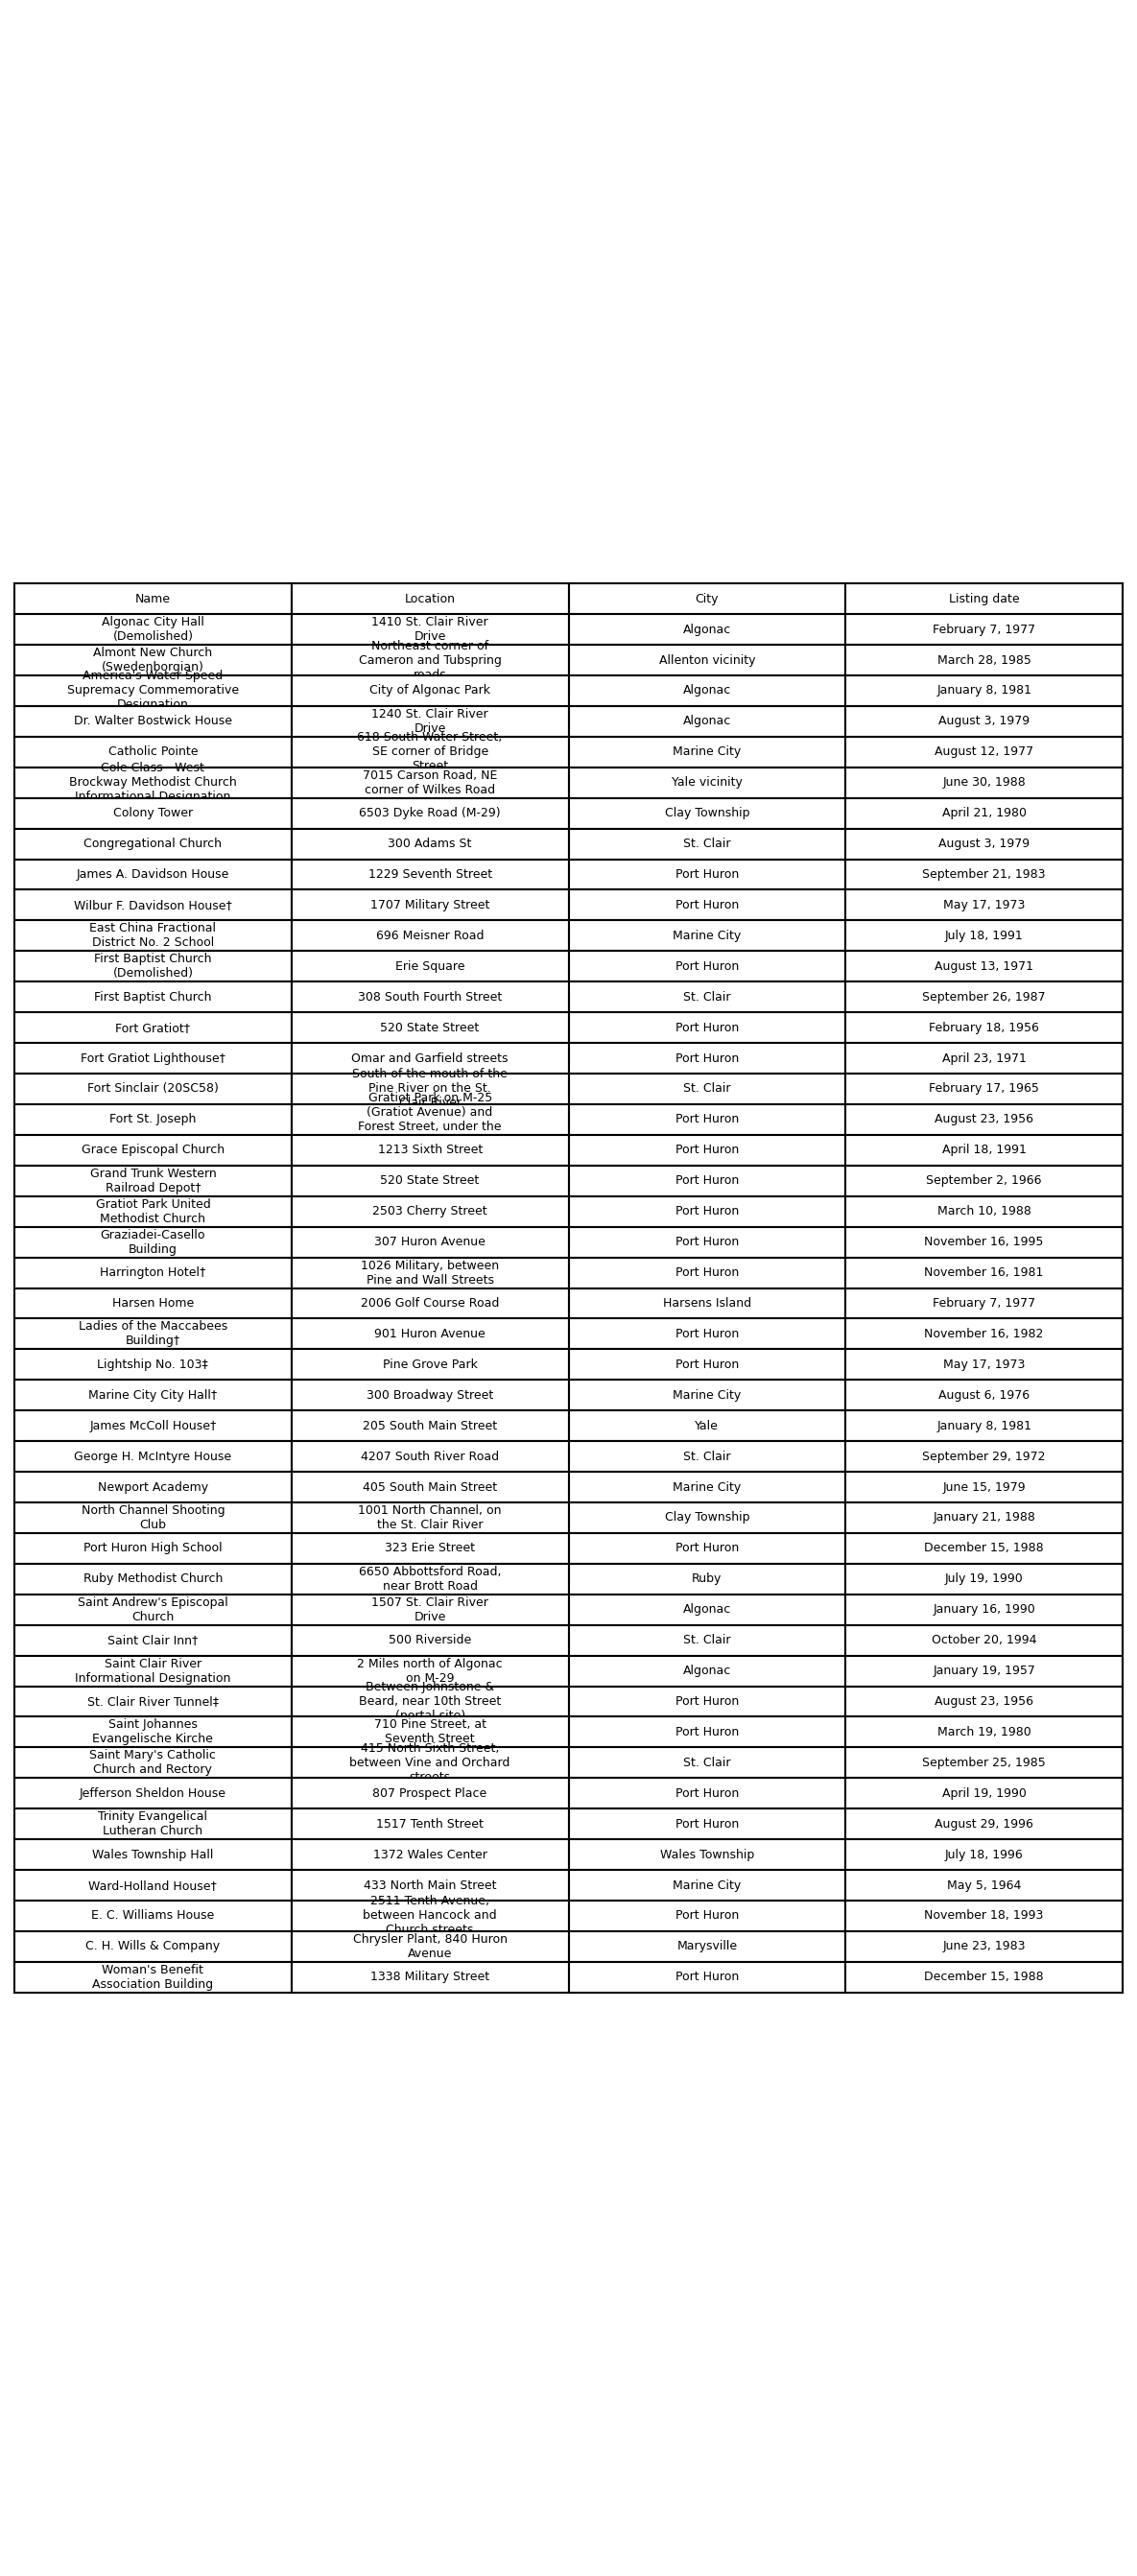 Name Location City Listing date
Algonac City Hall (Demolished) 1410 St. Clair River Drive Algonac February 7, 1977
Almont New Church (Swedenborgian) Northeast corner of Cameron and Tubspring roads Allenton vicinity March 28, 1985
America's Water Speed Supremacy Commemorative Designation City of Algonac Park Algonac January 8, 1981
Dr. Walter Bostwick House 1240 St. Clair River Drive Algonac August 3, 1979
Catholic Pointe 618 South Water Street, SE corner of Bridge Street Marine City August 12, 1977
Cole Class - West Brockway Methodist Church Informational Designation 7015 Carson Road, NE corner of Wilkes Road Yale vicinity June 30, 1988
Colony Tower 6503 Dyke Road (M-29) Clay Township April 21, 1980
Congregational Church 300 Adams St St. Clair August 3, 1979
James A. Davidson House 1229 Seventh Street Port Huron September 21, 1983
Wilbur F. Davidson House† 1707 Military Street Port Huron May 17, 1973
East China Fractional District No. 2 School 696 Meisner Road Marine City July 18, 1991
First Baptist Church (Demolished) Erie Square Port Huron August 13, 1971
First Baptist Church 308 South Fourth Street St. Clair September 26, 1987
Fort Gratiot† 520 State Street Port Huron February 18, 1956
Fort Gratiot Lighthouse† Omar and Garfield streets Port Huron April 23, 1971
Fort Sinclair (20SC58) South of the mouth of the Pine River on the St. Clair River St. Clair February 17, 1965
Fort St. Joseph Gratiot Park on M-25 (Gratiot Avenue) and Forest Street, under the Port Huron August 23, 1956
Grace Episcopal Church 1213 Sixth Street Port Huron April 18, 1991
Grand Trunk Western Railroad Depot† 520 State Street Port Huron September 2, 1966
Gratiot Park United Methodist Church 2503 Cherry Street Port Huron March 10, 1988
Graziadei-Casello Building 307 Huron Avenue Port Huron November 16, 1995
Harrington Hotel† 1026 Military, between Pine and Wall Streets Port Huron November 16, 1981
Harsen Home 2006 Golf Course Road Harsens Island February 7, 1977
Ladies of the Maccabees Building† 901 Huron Avenue Port Huron November 16, 1982
Lightship No. 103‡ Pine Grove Park Port Huron May 17, 1973
Marine City City Hall† 300 Broadway Street Marine City August 6, 1976
James McColl House† 205 South Main Street Yale January 8, 1981
George H. McIntyre House 4207 South River Road St. Clair September 29, 1972
Newport Academy 405 South Main Street Marine City June 15, 1979
North Channel Shooting Club 1001 North Channel, on the St. Clair River Clay Township January 21, 1988
Port Huron High School 323 Erie Street Port Huron December 15, 1988
Ruby Methodist Church 6650 Abbottsford Road, near Brott Road Ruby July 19, 1990
Saint Andrew's Episcopal Church 1507 St. Clair River Drive Algonac January 16, 1990
Saint Clair Inn† 500 Riverside St. Clair October 20, 1994
Saint Clair River Informational Designation 2 Miles north of Algonac on M-29 Algonac January 19, 1957
St. Clair River Tunnel‡ Between Johnstone & Beard, near 10th Street (portal site) Port Huron August 23, 1956
Saint Johannes Evangelische Kirche 710 Pine Street, at Seventh Street Port Huron March 19, 1980
Saint Mary's Catholic Church and Rectory 415 North Sixth Street, between Vine and Orchard streets St. Clair September 25, 1985
Jefferson Sheldon House 807 Prospect Place Port Huron April 19, 1990
Trinity Evangelical Lutheran Church 1517 Tenth Street Port Huron August 29, 1996
Wales Township Hall 1372 Wales Center Wales Township July 18, 1996
Ward-Holland House† 433 North Main Street Marine City May 5, 1964
E. C. Williams House 2511 Tenth Avenue, between Hancock and Church streets Port Huron November 18, 1993
C. H. Wills & Company Chrysler Plant, 840 Huron Avenue Marysville June 23, 1983
Woman's Benefit Association Building 1338 Military Street Port Huron December 15, 1988